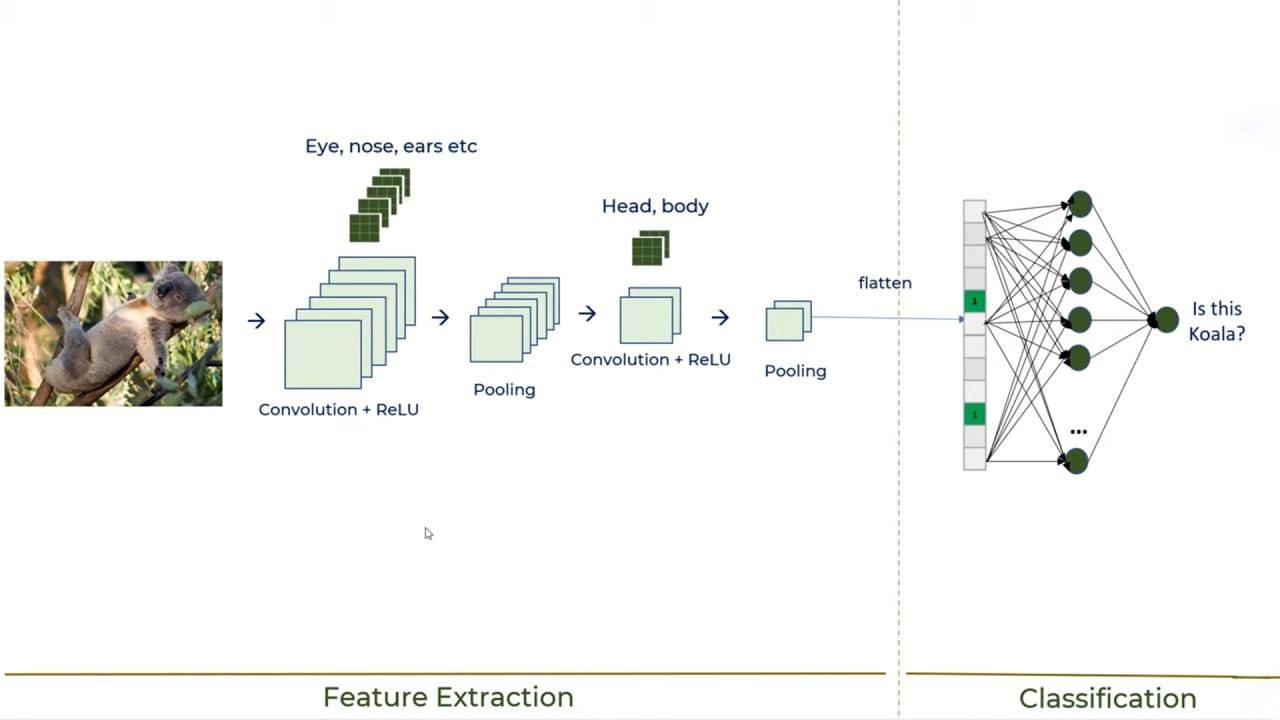 Eye, nose, ears etc
Head, body
flatten
1
Is this
Koala?
Convolution + ReLU
Pooling
Convolution + ReLU
Pooling
1
...
Feature Extraction
Classification